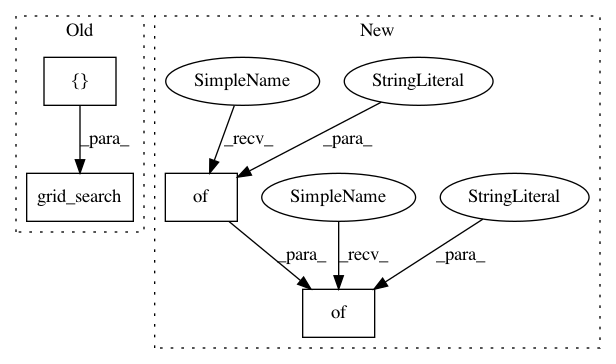 Old
New
{}
SimpleName
StringLiteral
_para_
_recv_
_para_
grid_search
of
SimpleName
StringLiteral
_para_
_recv_
_para_
of